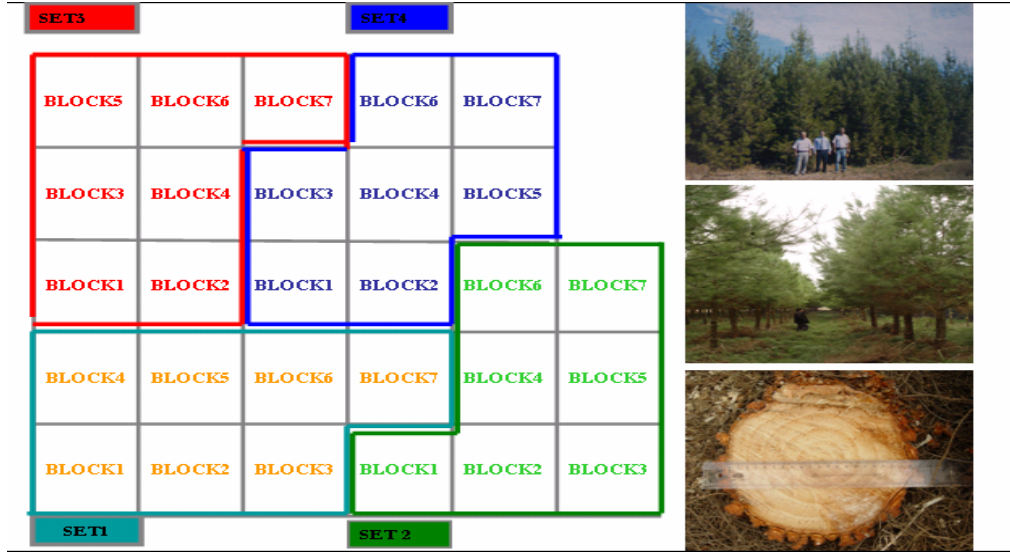 SET3 SET4
BLOCK5 BLOCK6 BLOCK7 BLOCK6 BLOCK7
BLOCK3 BLOCK4 BLOCK3 BLOCK4 BLOCK5
BLOCK1 BLOCK2 BLOCK1 BLOCK2 BLOCK6 BLOCK7
BLOCK4 BLOCK5 BLOCK6 BLOCK7 BLOCK4 BLOCK5
BLOCK1 BLOCK2 BLOCK3 BLOCK1 BLOCK2 BLOCK3
SET1 SET 2